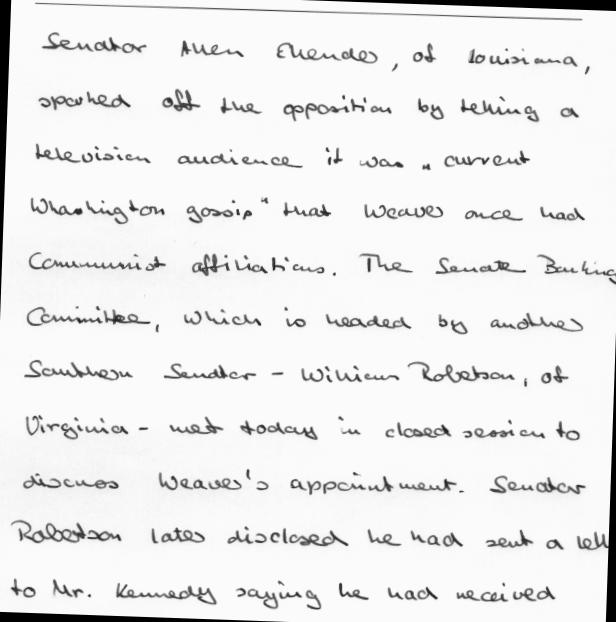 Senator Allen Ellender, of Louisiana,
sparked off the opposition by telling a
television audience it was „current
Whashington gossip" that Weaver once had
Communist affiliations. The Senate Banking
Committee, which is headed by another
Southern Senator - William Robertson, of
Virginia - met today in closed session to
discuss Weaver's appointment. Senator
Robertson later disclosed he had sent a lett
to Mr. Kennedy saying he had received